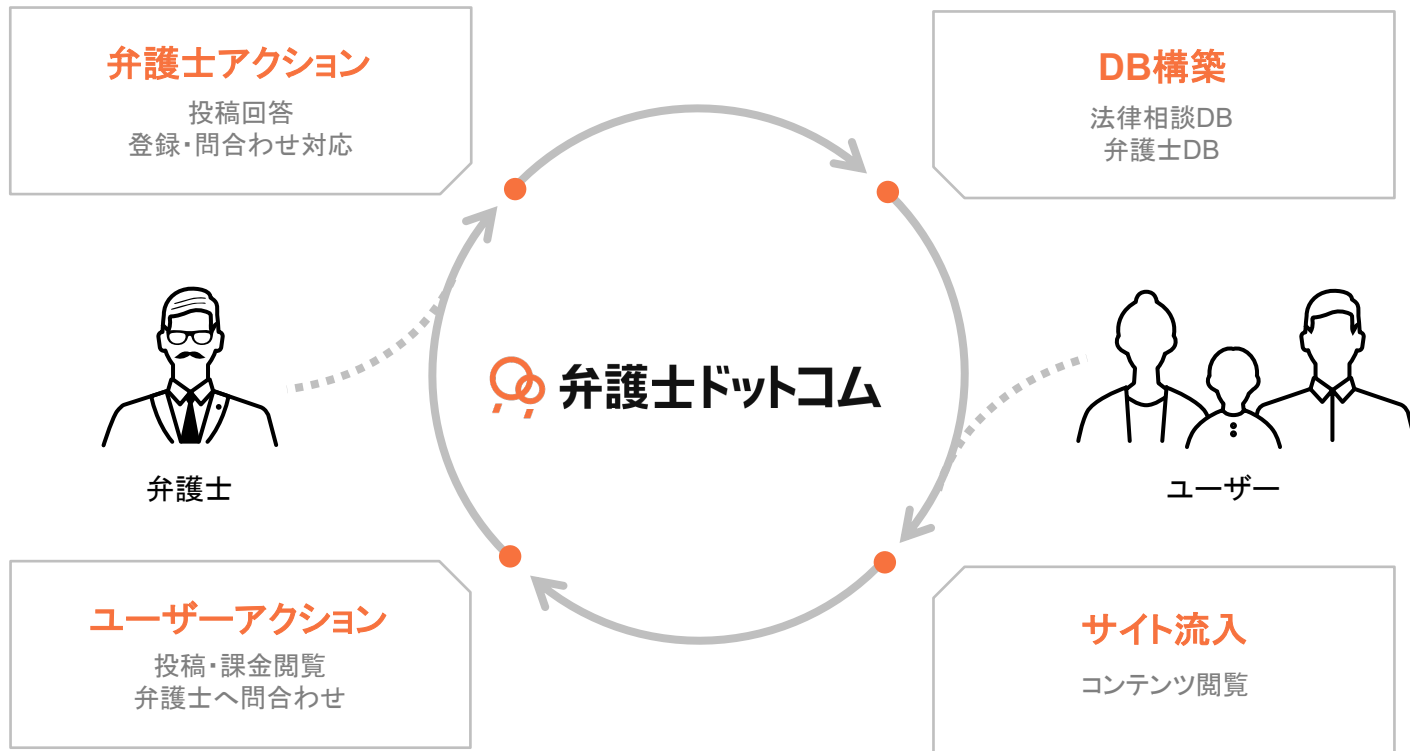 弁護士アクション
投稿回答
登録・問合わせ対応
DB構築
法律相談DB
弁護士DB
弁護士ドットコム
弁護士
ユーザー
ユーザーアクション
投稿・課金閲覧
弁護士へ問合わせ
サイト流入
コンテンツ閲覧